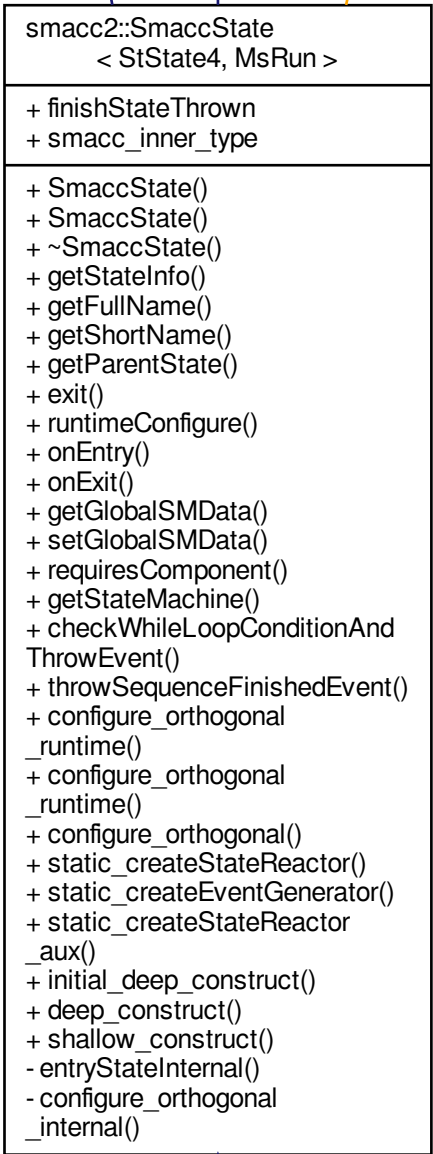 smacc2::SmaccState
< StState4, MsRun >
+ finishStateThrown
+ smacc_inner_type
+ SmaccState()
+ SmaccState()
+ ~SmaccState()
+ getStateInfo()
+ getFullName()
+ getShortName()
+ getParentState()
+ exit()
+ runtimeConfigure()
+ onEntry()
+ onExit()
+ getGlobalSMData()
+ setGlobalSMData()
+ requiresComponent()
+ getStateMachine()
+ checkWhileLoopConditionAnd
ThrowEvent()
+ throwSequenceFinishedEvent()
+ configure_orthogonal
_runtime()
+ configure_orthogonal
_runtime()
+ configure_orthogonal()
+ static_createStateReactor()
+ static_createEventGenerator()
+ static_createStateReactor
_aux()
+ initial_deep_construct()
+ deep_construct()
+ shallow_construct()
- entryStateInternal()
- configure_orthogonal
_internal()